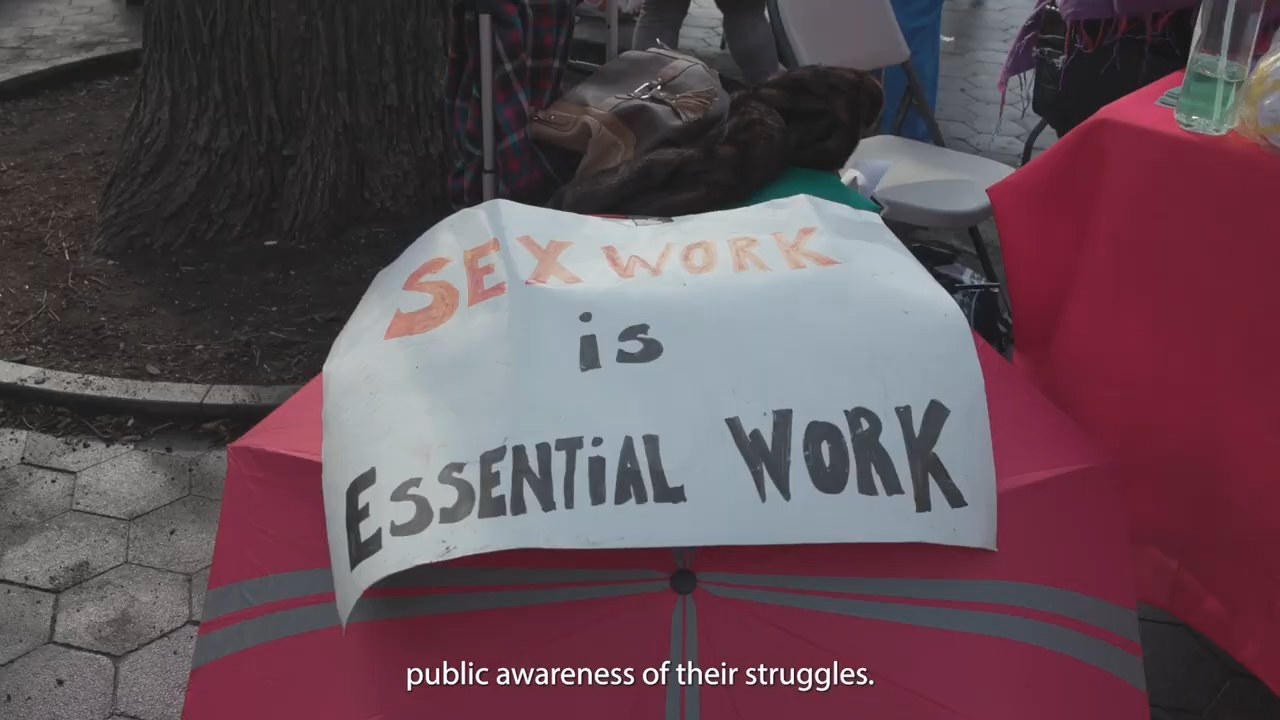 SEX WORK
is
ESSENTiAL WORK
public awareness of their struggles.